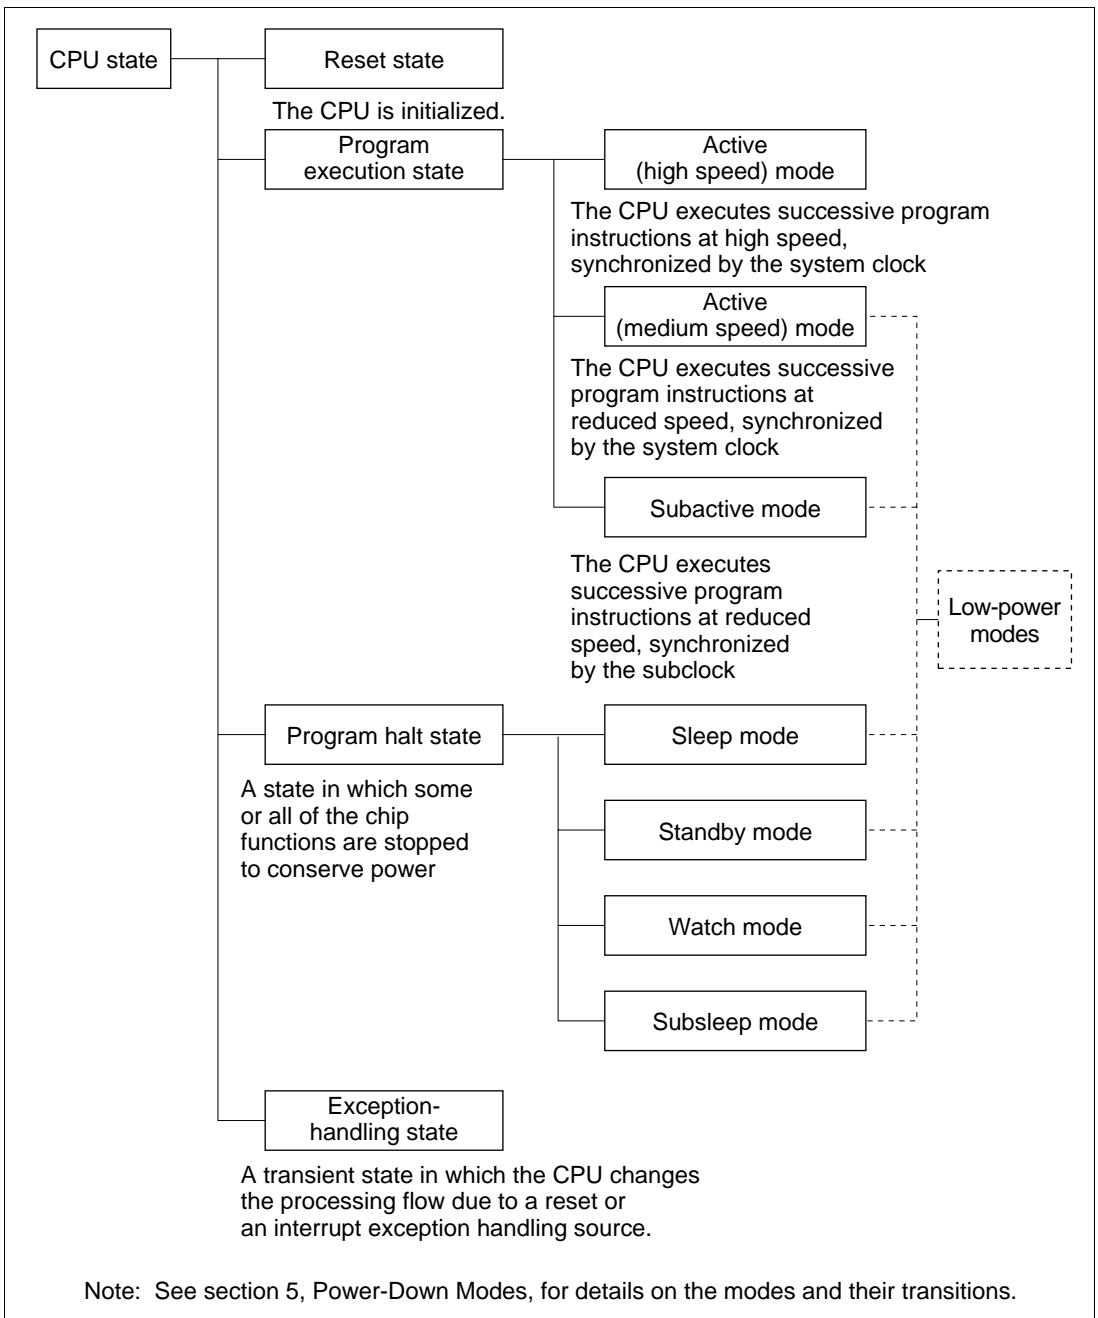 CPU state
Reset state
The CPU is initialized.
Program
execution state
Active
(high speed) mode
The CPU executes successive program
instructions at high speed,
synchronized by the system clock
Active
(medium speed) mode
The CPU executes successive
program instructions at
reduced speed, synchronized
by the system clock
Subactive mode
The CPU executes
successive program
instructions at reduced
speed, synchronized
by the subclock
Low-power
modes
Program halt state
A state in which some
or all of the chip
functions are stopped
to conserve power
Sleep mode
Standby mode
Watch mode
Subsleep mode
Exception-
handling state
A transient state in which the CPU changes
the processing flow due to a reset or
an interrupt exception handling source.
Note: See section 5, Power-Down Modes, for details on the modes and their transitions.